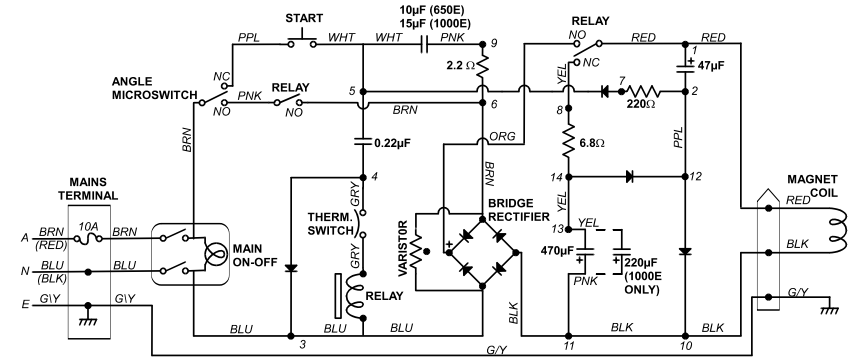 START
10µF (650E)
15µF (1000E)
RELAY
PPL
WHT
WHT
PNK
9
NO
RED
RED
1
47µF
NC
2.2 Ω
YEL
NC
ANGLE
MICROSWITCH
RELAY
PNK
NO
NO
5
BRN
6
7
220Ω
2
8
BRN
0.22µF
ORG
6.8Ω
PPL
4
BRN
14
12
MAINS
TERMINAL
GRY
BRIDGE
RECTIFIER
YEL
MAGNET
COIL
THERM.
SWITCH
RED
10A
A
BRN
(RED)
BRN
MAIN
ON-OFF
GRY
VARISTOR
+
13
YEL
470µF
+
+
220µF
(1000E
ONLY)
BLK
N
BLU
(BLK)
BLU
RELAY
PNK
E
G\Y
G\Y
BLK
G/Y
BLU
3
BLU
BLU
11
BLK
10
BLK
G/Y
+